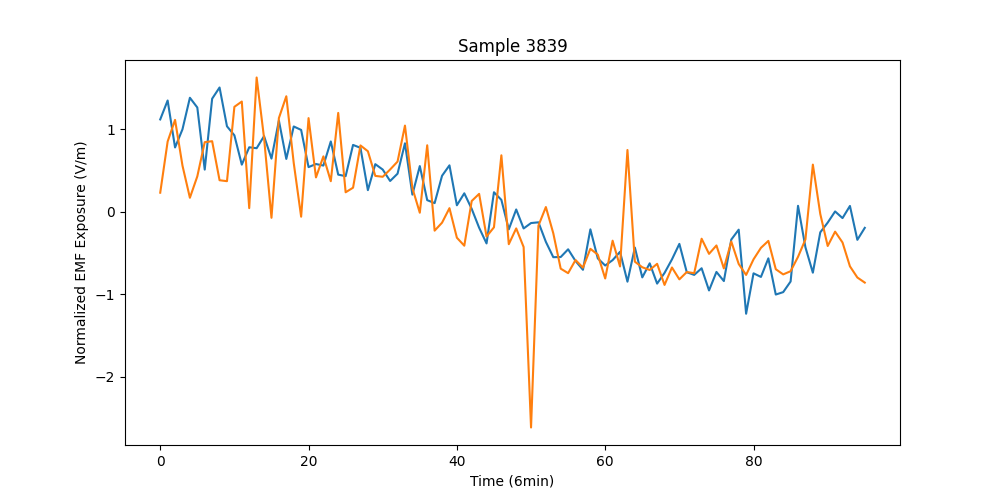 Sample 3839
Normalized EMF Exposure (V/m)
1
0
−1
−2
0 20 40 60 80
Time (6min)